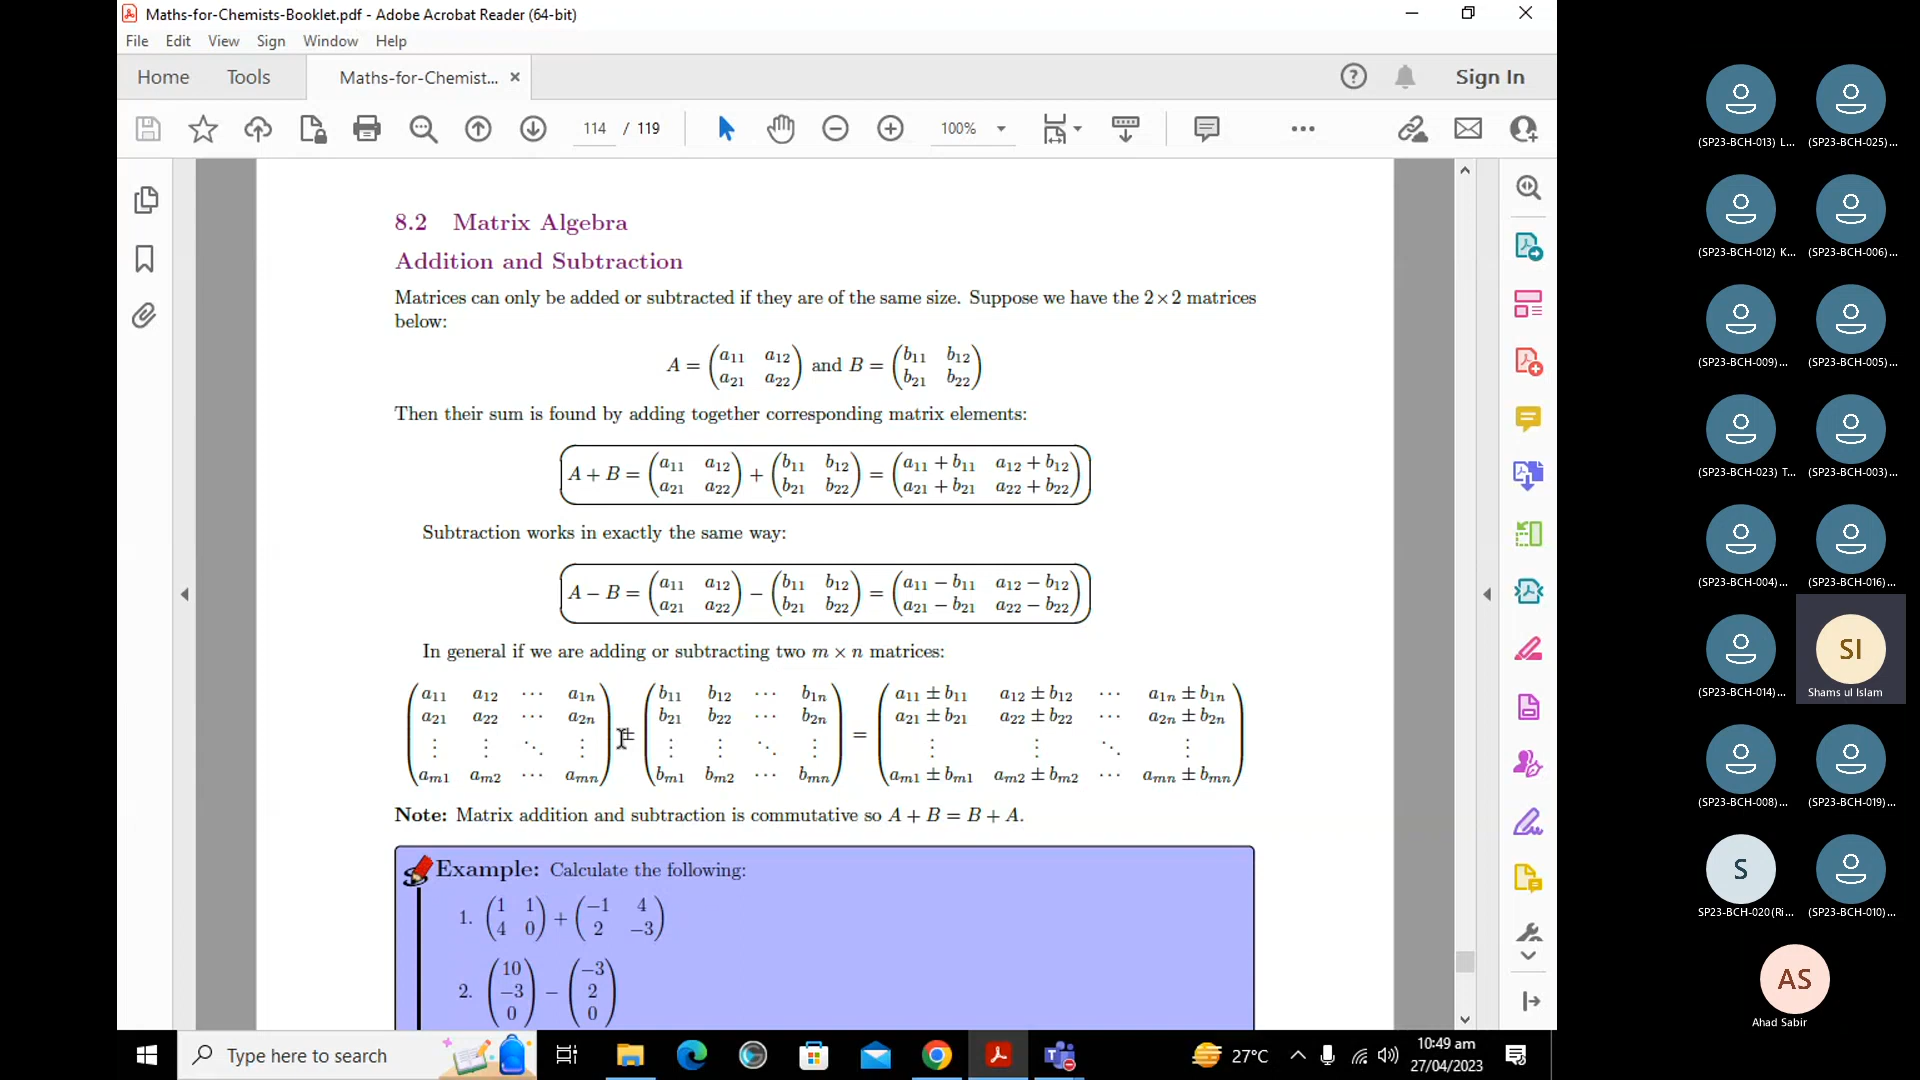 Maths-for-Chemists-Booklet.pdf - Adobe Acrobat Reader (64-bit)
File Edit View Sign Window Help
Home Tools Maths-for-Chemist... × Sign In
114 / 119 100%
8.2 Matrix Algebra
Addition and Subtraction
Matrices can only be added or subtracted if they are of the same size. Suppose we have the 2 × 2 matrices
below:
A = (a₁₁ a₁₂; a₂₁ a₂₂) and B = (b₁₁ b₁₂; b₂₁ b₂₂)
Then their sum is found by adding together corresponding matrix elements:
A + B = (a₁₁ a₁₂; a₂₁ a₂₂) + (b₁₁ b₁₂; b₂₁ b₂₂) = (a₁₁ + b₁₁ a₁₂ + b₁₂; a₂₁ + b₂₁ a₂₂ + b₂₂)
Subtraction works in exactly the same way:
A − B = (a₁₁ a₁₂; a₂₁ a₂₂) − (b₁₁ b₁₂; b₂₁ b₂₂) = (a₁₁ − b₁₁ a₁₂ − b₁₂; a₂₁ − b₂₁ a₂₂ − b₂₂)
In general if we are adding or subtracting two m × n matrices:
a₁₁ a₁₂ ⋯ a₁ₙ b₁₁ b₁₂ ⋯ b₁ₙ a₁₁ ± b₁₁ a₁₂ ± b₁₂ ⋯ a₁ₙ ± b₁ₙ
a₂₁ a₂₂ ⋯ a₂ₙ b₂₁ b₂₂ ⋯ b₂ₙ a₂₁ ± b₂₁ a₂₂ ± b₂₂ ⋯ a₂ₙ ± b₂ₙ
⋮ ⋮ ⋱ ⋮ ± ⋮ ⋮ ⋱ ⋮ = ⋮ ⋮ ⋱ ⋮
aₘ₁ aₘ₂ ⋯ aₘₙ bₘ₁ bₘ₂ ⋯ bₘₙ aₘ₁ ± bₘ₁ aₘ₂ ± bₘ₂ ⋯ aₘₙ ± bₘₙ
Note: Matrix addition and subtraction is commutative so A + B = B + A.
Example: Calculate the following:
1. (1 1; 4 0) + (−1 4; 2 −3)
2. (10; −3; 0) − (−3; 2; 0)
(SP23-BCH-013) L... (SP23-BCH-025)...
(SP23-BCH-012) K... (SP23-BCH-006)...
(SP23-BCH-009)... (SP23-BCH-005)...
(SP23-BCH-023) T... (SP23-BCH-003)...
(SP23-BCH-004)... (SP23-BCH-016)...
SI
(SP23-BCH-014)... Shams ul Islam
(SP23-BCH-008)... (SP23-BCH-019)...
S
SP23-BCH-020(Ri... (SP23-BCH-010)...
AS
Ahad Sabir
Type here to search
27°C
10:49 am
27/04/2023